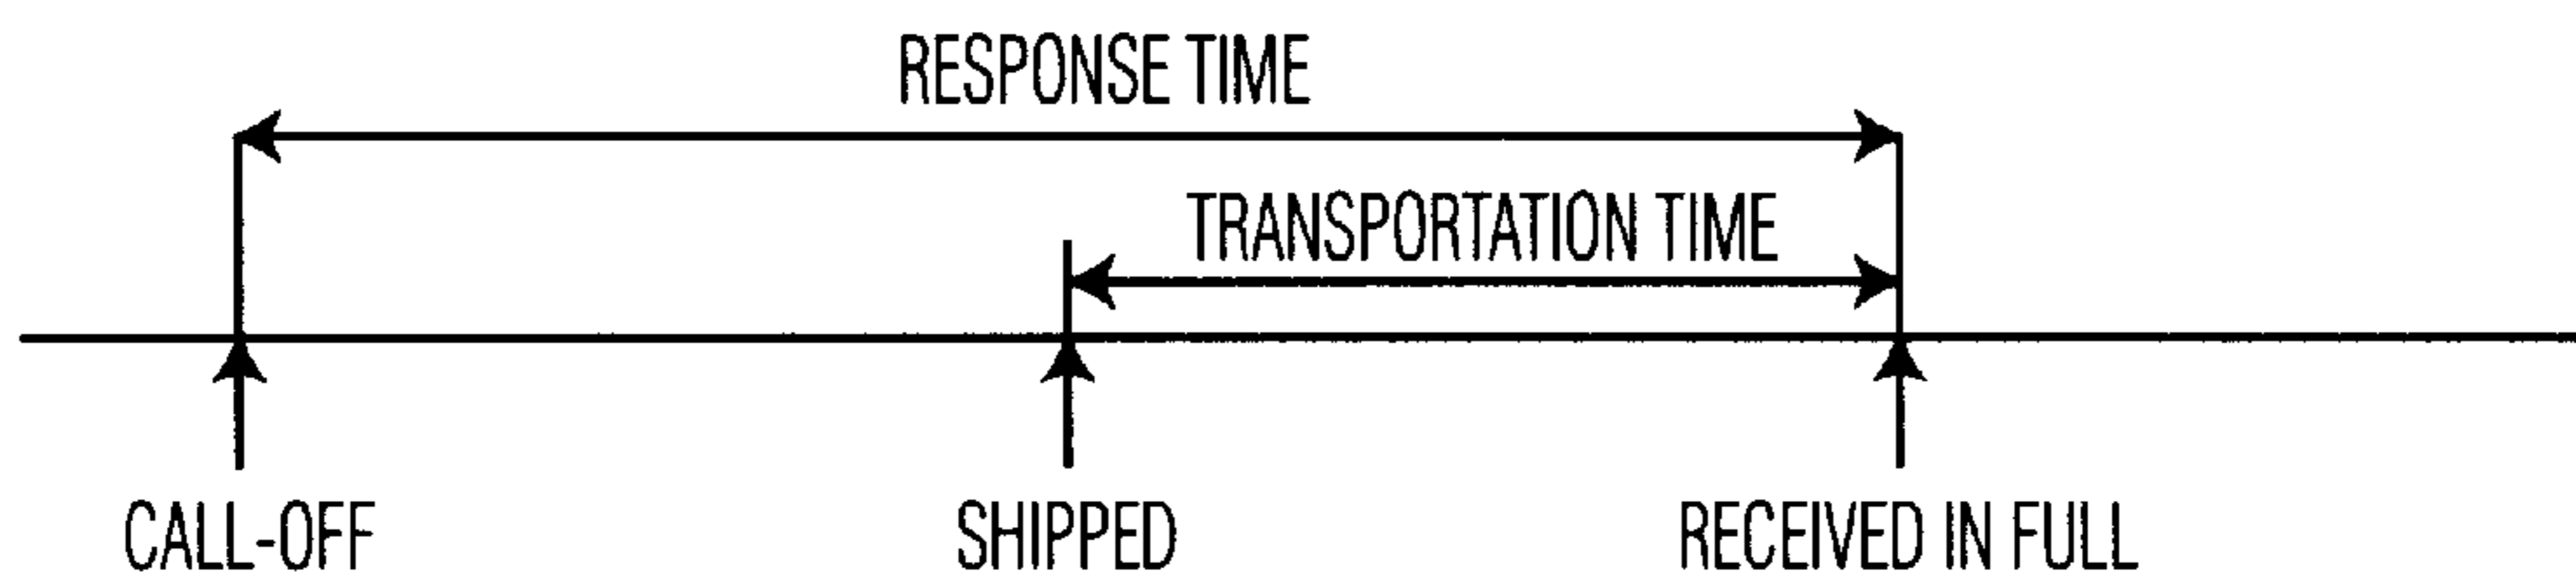 RESPONSE TIME
TRANSPORTATION TIME
CALL-OFF
SHIPPED
RECEIVED IN FULL